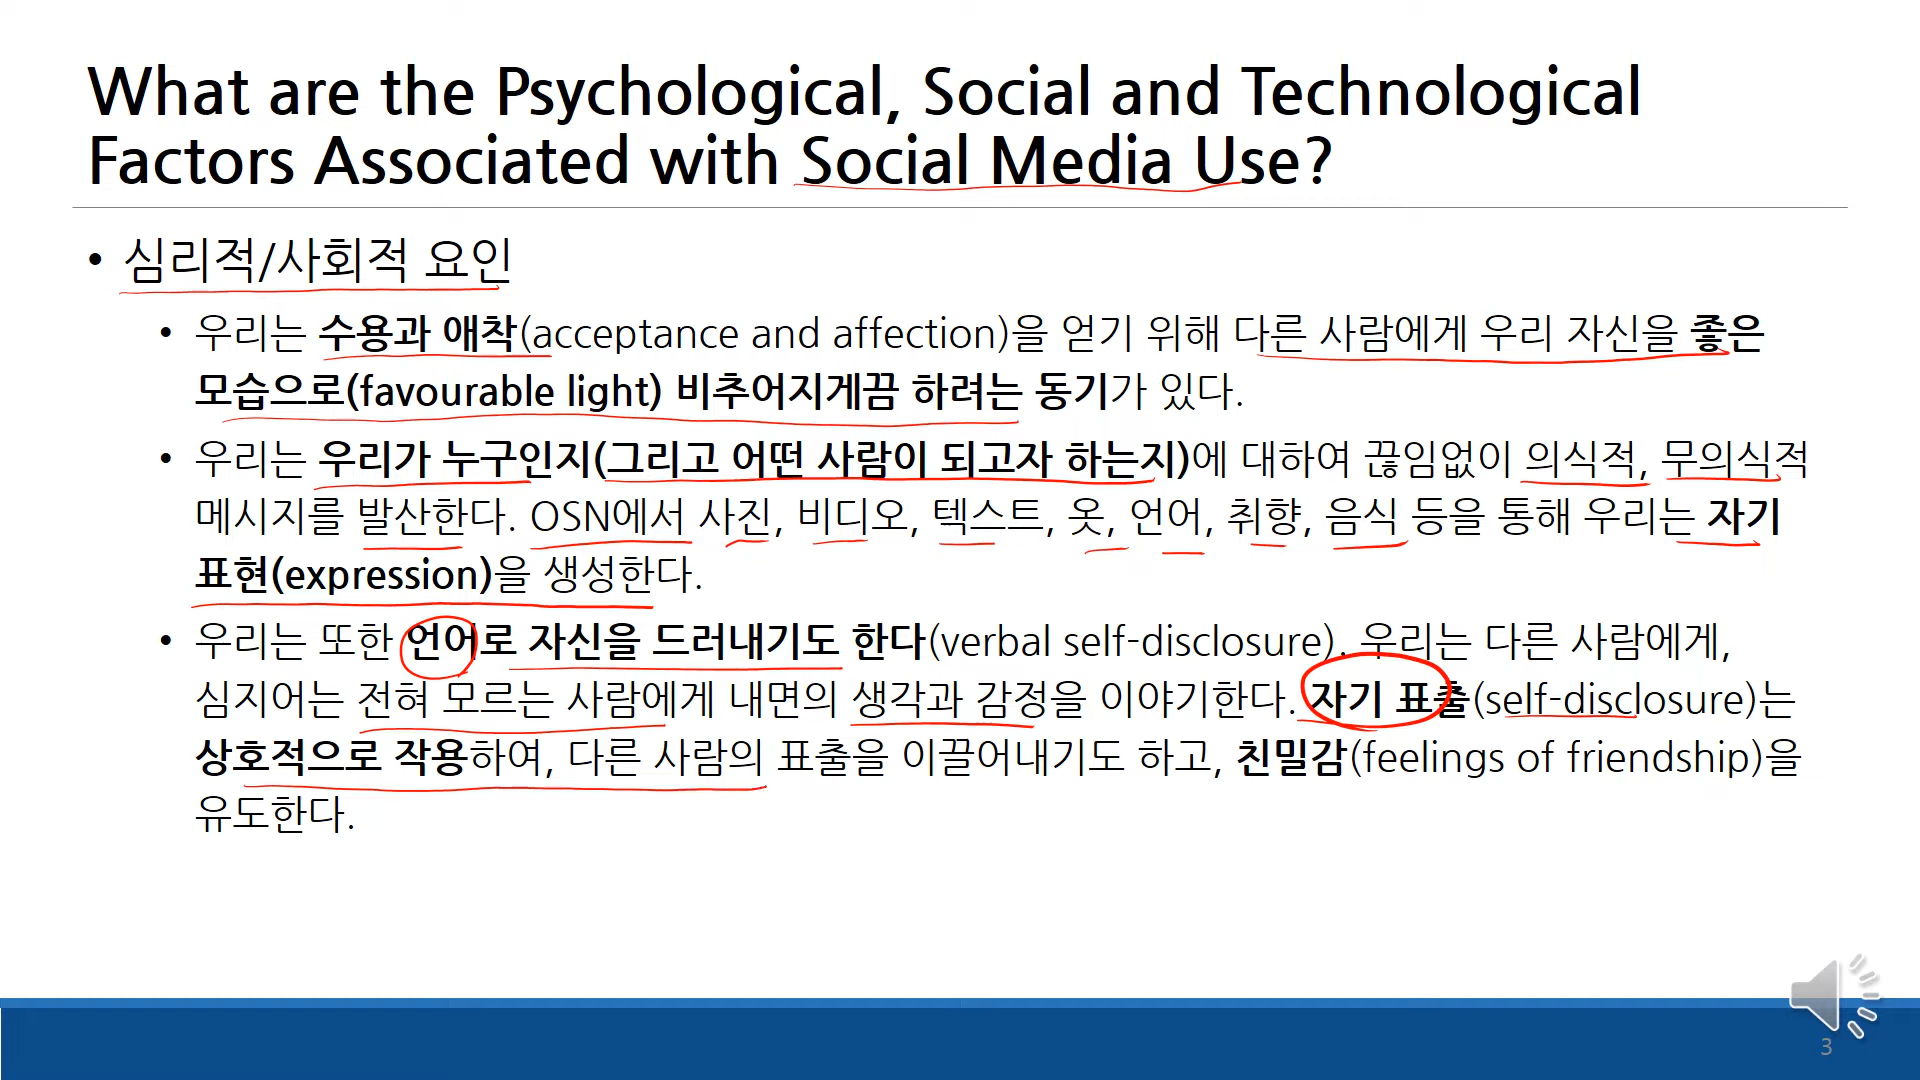 What are the Psychological, Social and Technological
Factors Associated with Social Media Use?
• 심리적/사회적 요인
• 우리는 수용과 애착(acceptance and affection)을 얻기 위해 다른 사람에게 우리 자신을 좋은
모습으로(favourable light) 비추어지게끔 하려는 동기가 있다.
• 우리는 우리가 누구인지(그리고 어떤 사람이 되고자 하는지)에 대하여 끊임없이 의식적, 무의식적
메시지를 발산한다. OSN에서 사진, 비디오, 텍스트, 옷, 언어, 취향, 음식 등을 통해 우리는 자기
표현(expression)을 생성한다.
• 우리는 또한 언어로 자신을 드러내기도 한다(verbal self-disclosure). 우리는 다른 사람에게,
심지어는 전혀 모르는 사람에게 내면의 생각과 감정을 이야기한다. 자기 표출(self-disclosure)는
상호적으로 작용하여, 다른 사람의 표출을 이끌어내기도 하고, 친밀감(feelings of friendship)을
유도한다.
3